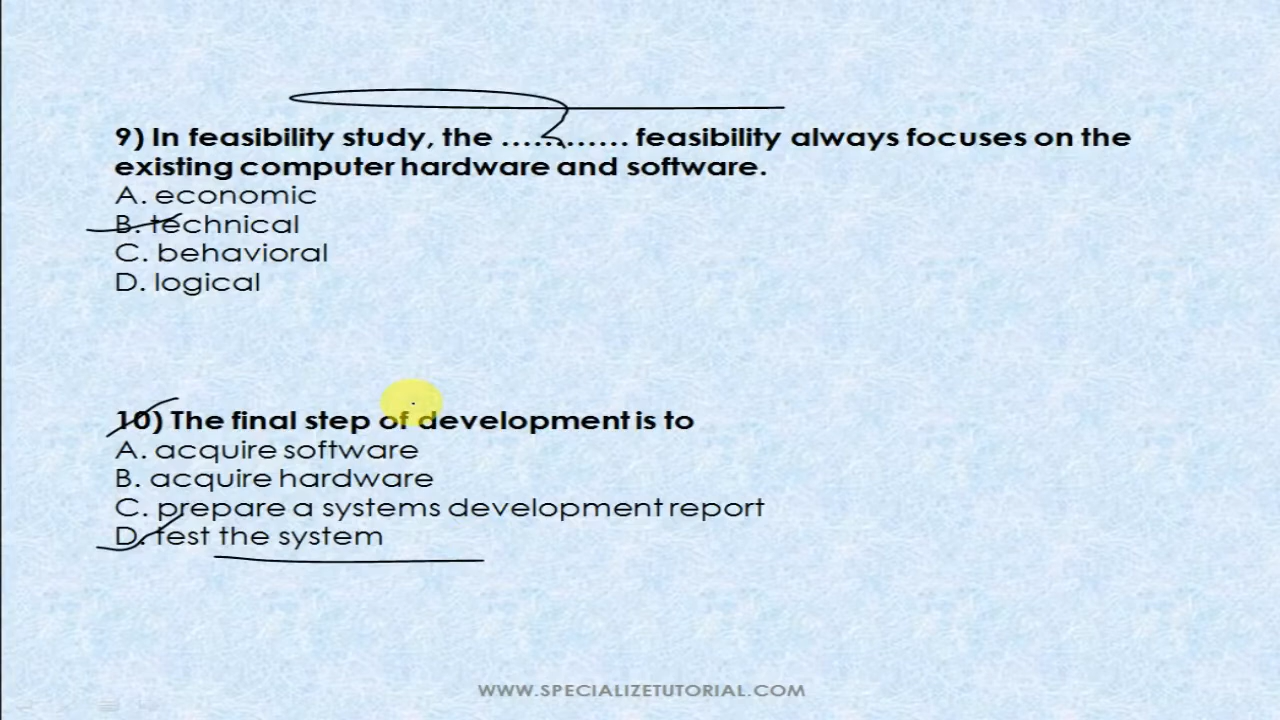 9) In feasibility study, the ............ feasibility always focuses on the
existing computer hardware and software.
A. economic
B. technical
C. behavioral
D. logical
10) The final step of development is to
A. acquire software
B. acquire hardware
C. prepare a systems development report
D. test the system
WWW.SPECIALIZETUTORIAL.COM